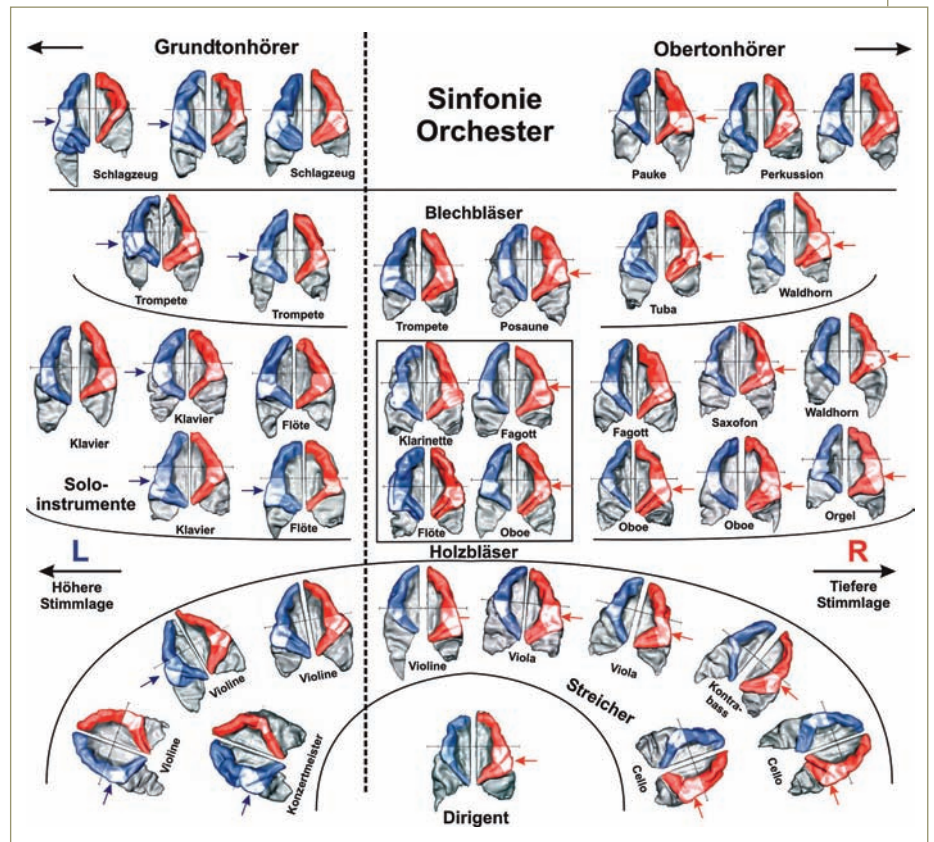 Grundtonhörer
Obertonhörer
Sinfonie
Orchester
Schlagzeug
Schlagzeug
Pauke
Perkussion
Blechbläser
Trompete
Trompete
Trompete
Posaune
Tuba
Waldhorn
Klavier
Klavier
Flöte
Klarinette
Fagott
Fagott
Saxofon
Waldhorn
Solo-
instrumente
Klavier
Flöte
Flöte
Oboe
Oboe
Oboe
Orgel
L
Holzbläser
R
Höhere
Stimmlage
Tiefere
Stimmlage
Violine
Violine
Violine
Viola
Viola
Kontra-
bass
Streicher
Violine
Konzertmeister
Cello
Cello
Dirigent